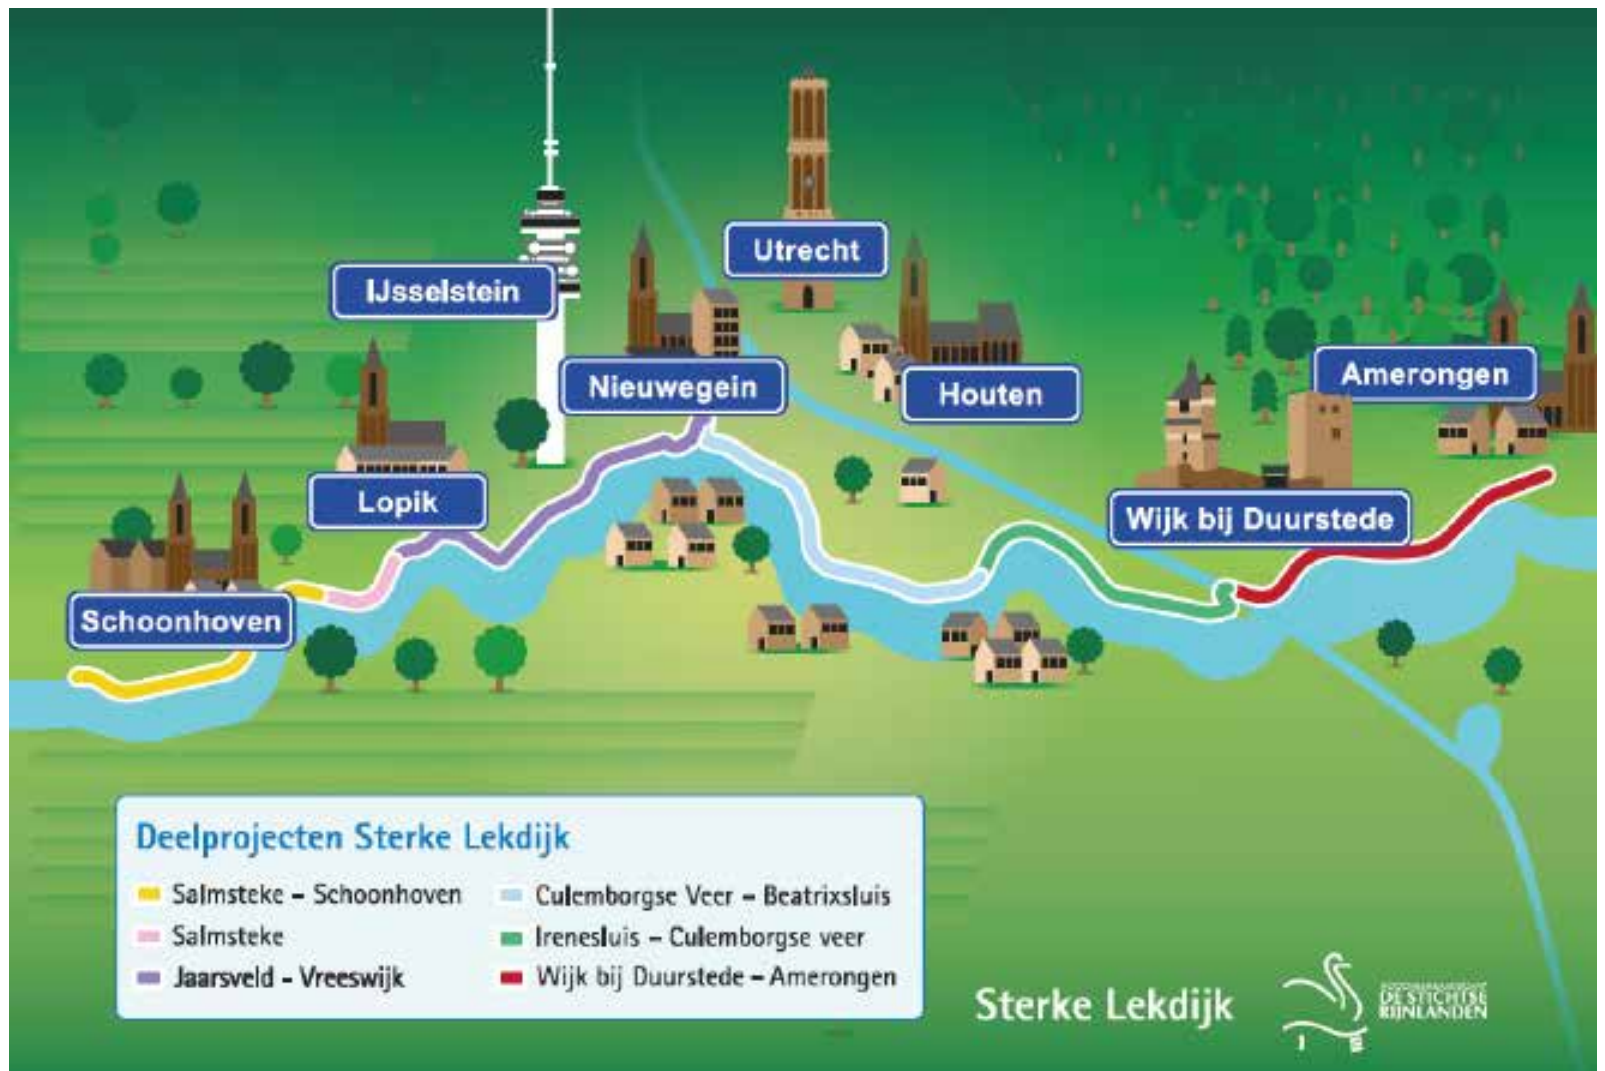 Utrecht
IJsselstein
Nieuwegein
Houten
Amerongen
Lopik
Wijk bij Duurstede
Schoonhoven
Deelprojecten Sterke Lekdijk
Salmsteke – Schoonhoven
Salmsteke
Jaarsveld - Vreeswijk
Culemborgse Veer – Beatrixsluis
Irenesluis – Culemborgse veer
Wijk bij Duurstede – Amerongen
Sterke Lekdijk
DE STICHTSE
RIJNLANDEN